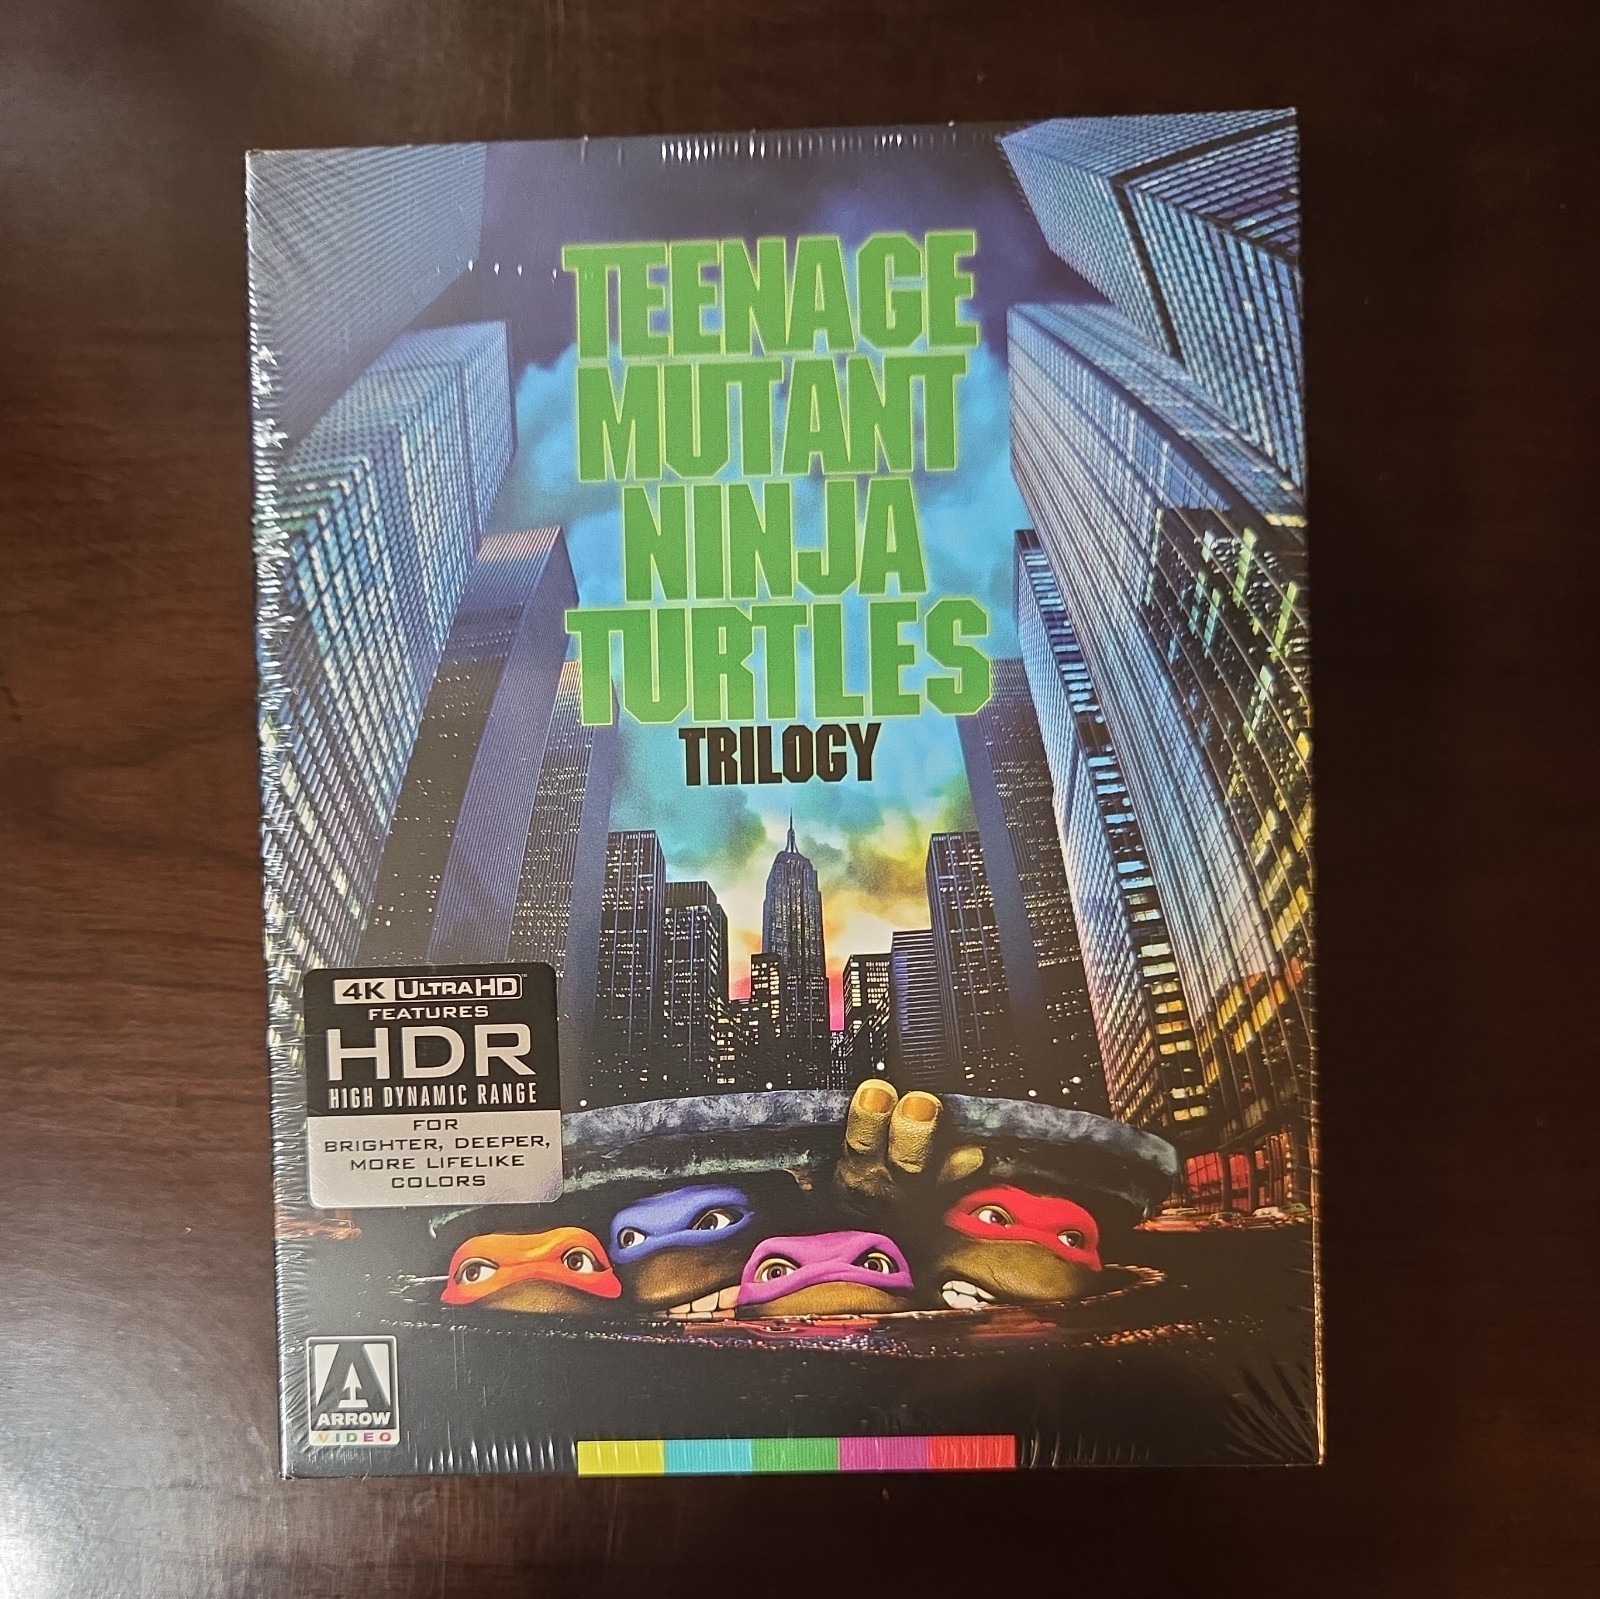 TEENAGE
MUTANT
NINJA
TURTLES
TRILOGY
4K ULTRAHD™
FEATURES
HDR
HIGH DYNAMIC RANGE
FOR
BRIGHTER, DEEPER,
MORE LIFELIKE
COLORS
ARROW
VIDEO